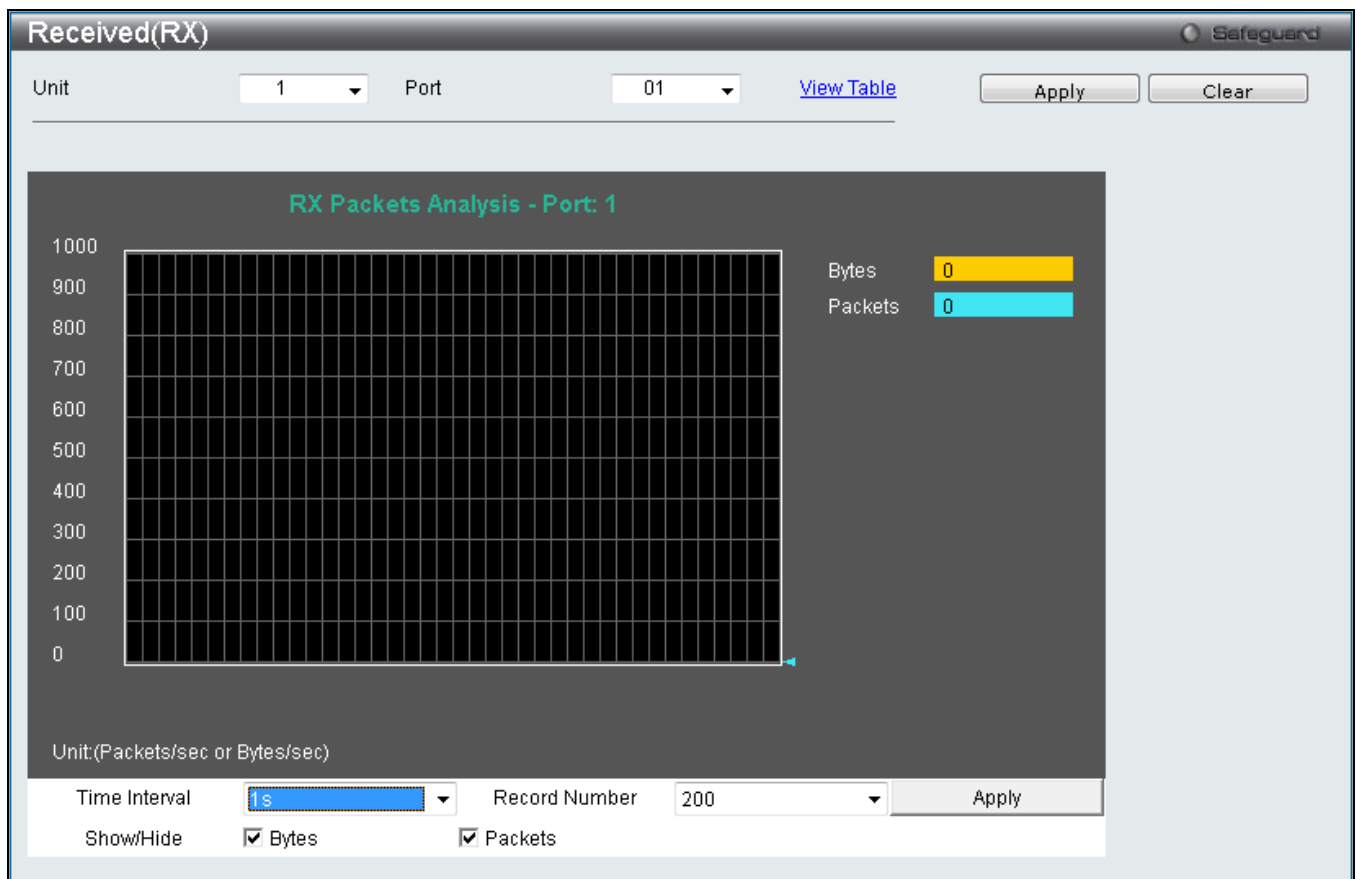 Received(RX)
Safeguard
Unit 1 Port 01 View Table Apply Clear
RX Packets Analysis - Port: 1
1000
900
800
700
600
500
400
300
200
100
0
Bytes 0
Packets 0
Unit:(Packets/sec or Bytes/sec)
Time Interval 1s Record Number 200 Apply
Show/Hide Bytes Packets